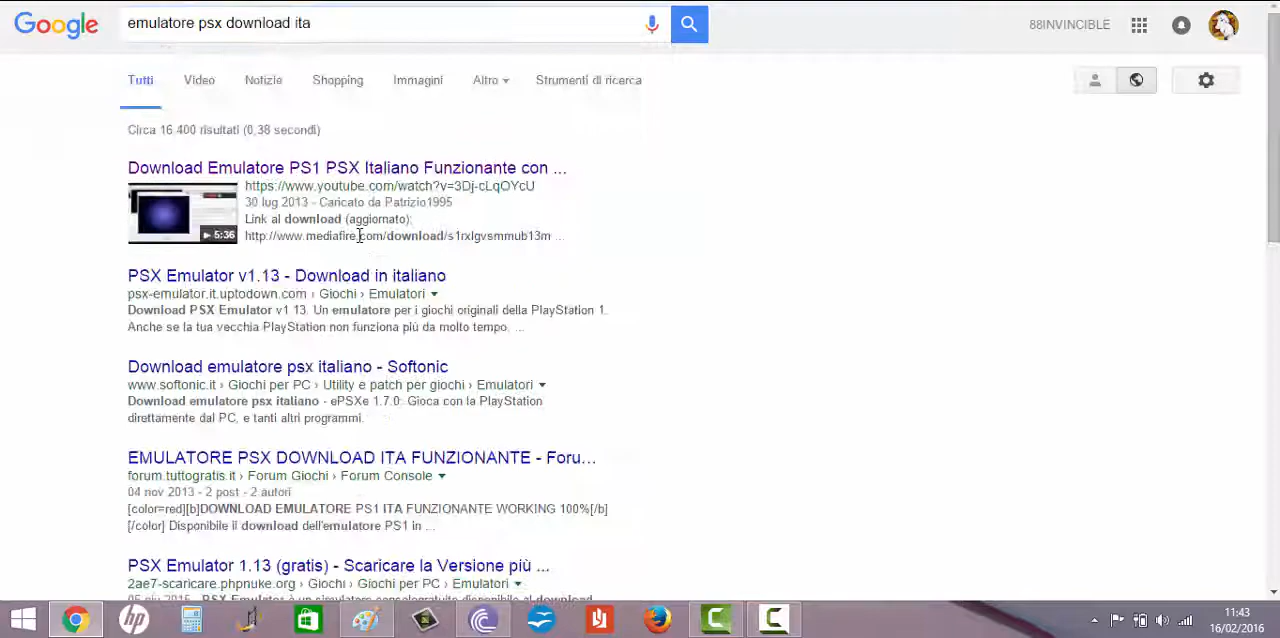 Google
emulatore psx download ita
88INVINCIBLE
Tutti Video Notizie Shopping Immagini Altro Strumenti di ricerca
Circa 16.400 risultati (0,38 secondi)
Download Emulatore PS1 PSX Italiano Funzionante con ...
https://www.youtube.com/watch?v=3Dj-cLqOYcU
30 lug 2013 - Caricato da Patrizio1995
Link al download (aggiornato):
http://www.mediafire.com/download/s1rxlgvsmmub13m ...
5:36
PSX Emulator v1.13 - Download in italiano
psx-emulator.it.uptodown.com › Giochi › Emulatori
Download PSX Emulator v1 13. Un emulatore per i giochi originali della PlayStation 1.
Anche se la tua vecchia PlayStation non funziona più da molto tempo. ...
Download emulatore psx italiano - Softonic
www.softonic.it › Giochi per PC › Utility e patch per giochi › Emulatori
Download emulatore psx italiano - ePSXe 1.7.0: Gioca con la PlayStation
direttamente dal PC, e tanti altri programmi.
EMULATORE PSX DOWNLOAD ITA FUNZIONANTE - Foru...
forum.tuttogratis.it › Forum Giochi › Forum Console
04 nov 2013 - 2 post - 2 autori
[color=red][b]DOWNLOAD EMULATORE PS1 ITA FUNZIONANTE WORKING 100%[/b]
[/color] Disponibile il download dell'emulatore PS1 in ...
PSX Emulator 1.13 (gratis) - Scaricare la Versione più ...
2ae7-scaricare.phpnuke.org › Giochi › Giochi per PC › Emulatori
hp
11:43
16/02/2016